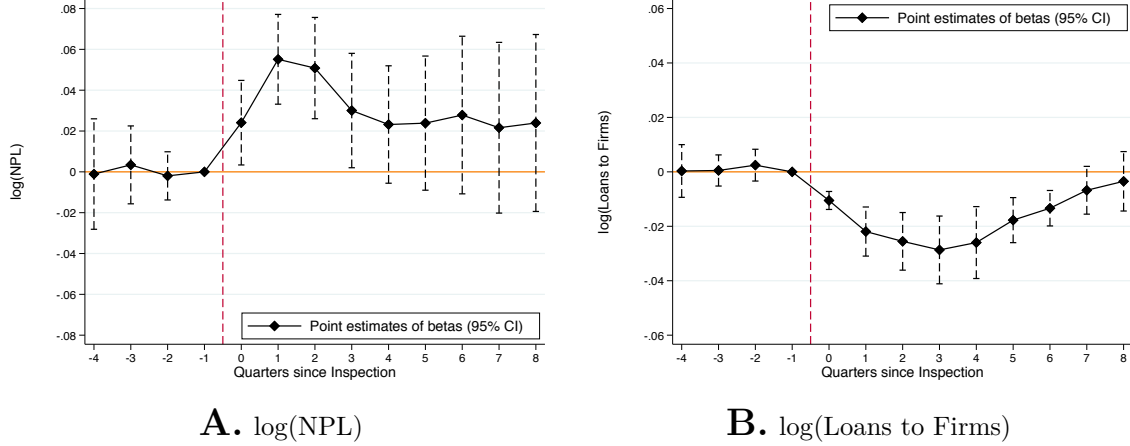 .08
.06
.04
.02
0
-.02
-.04
-.06
-.08
log(NPL)
Point estimates of betas (95% CI)
-4 -3 -2 -1 0 1 2 3 4 5 6 7 8
Quarters since Inspection
A. log(NPL)
.06
.04
.02
0
-.02
-.04
-.06
log(Loans to Firms)
Point estimates of betas (95% CI)
-4 -3 -2 -1 0 1 2 3 4 5 6 7 8
Quarters since Inspection
B. log(Loans to Firms)